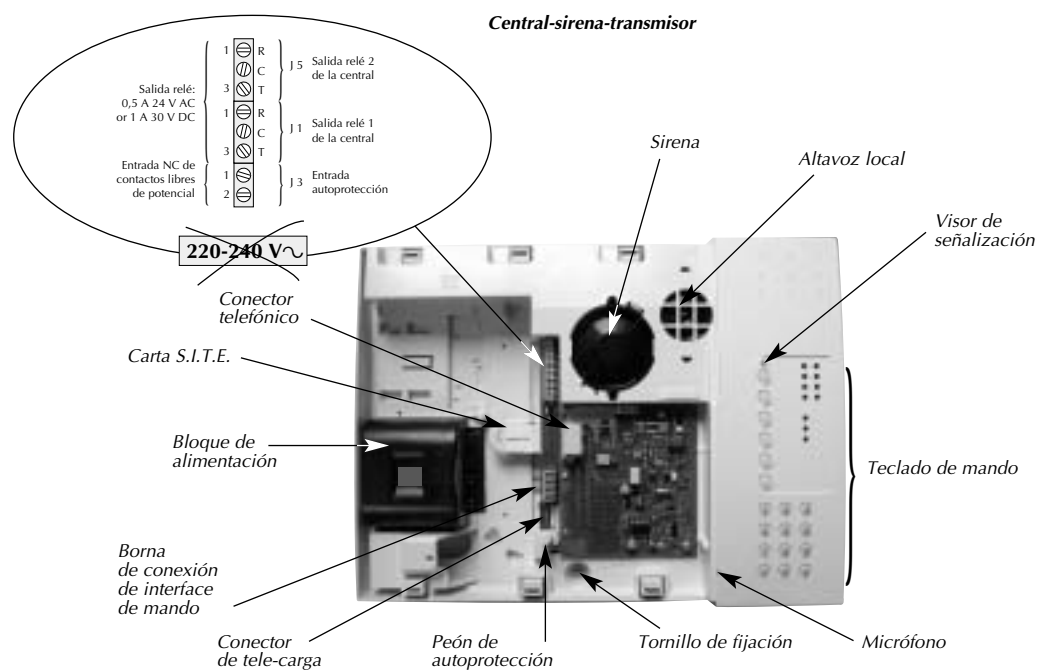 Central-sirena-transmisor
1 R
C
3 T
J 5 Salida relé 2
de la central
Salida relé:
0,5 A 24 V AC
or 1 A 30 V DC
1 R
C
3 T
J 1 Salida relé 1
de la central
Entrada NC de
contactos libres
de potencial
1
2
J 3 Entrada
autoprotección
220-240 V
Sirena
Altavoz local
Visor de
señalización
Conector
telefónico
Carta S.I.T.E.
Bloque de
alimentación
Teclado de mando
Borna
de conexión
de interface
de mando
Conector
de tele-carga
Peón de
autoprotección
Tornillo de fijación
Micrófono